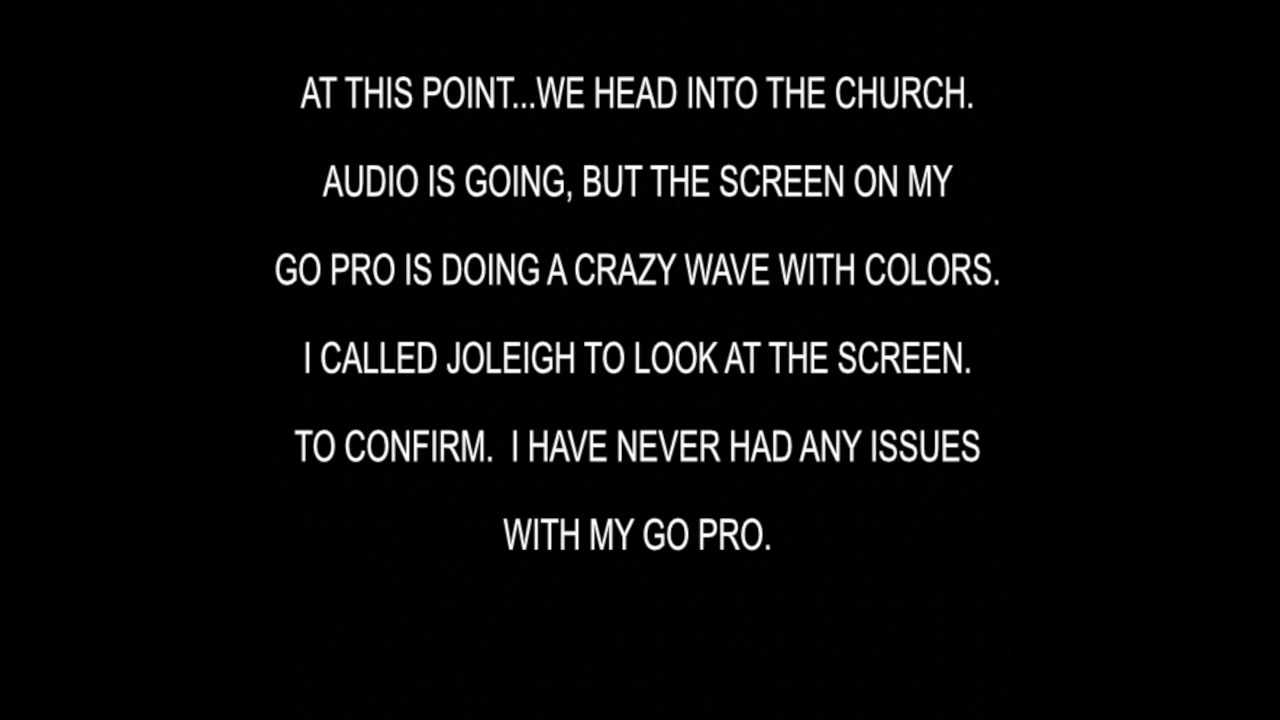 AT THIS POINT...WE HEAD INTO THE CHURCH.
AUDIO IS GOING, BUT THE SCREEN ON MY
GO PRO IS DOING A CRAZY WAVE WITH COLORS.
I CALLED JOLEIGH TO LOOK AT THE SCREEN.
TO CONFIRM.  I HAVE NEVER HAD ANY ISSUES
WITH MY GO PRO.